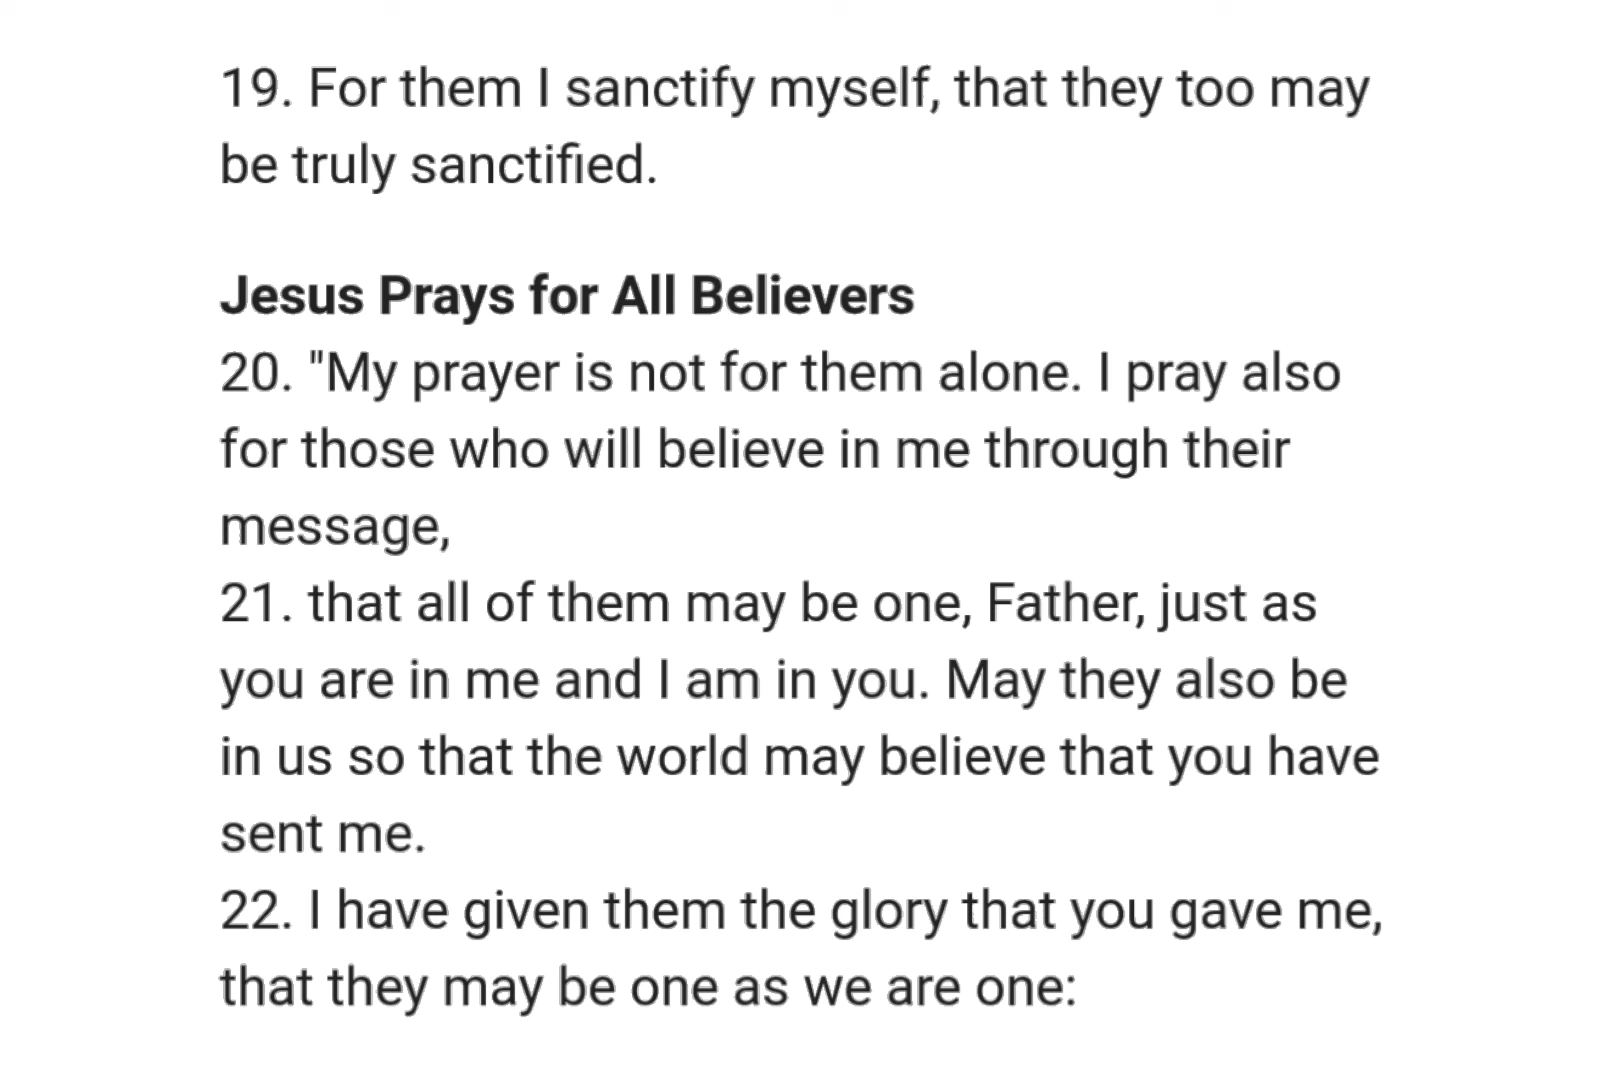 19. For them I sanctify myself, that they too may
be truly sanctified.
Jesus Prays for All Believers
20. "My prayer is not for them alone. I pray also
for those who will believe in me through their
message,
21. that all of them may be one, Father, just as
you are in me and I am in you. May they also be
in us so that the world may believe that you have
sent me.
22. I have given them the glory that you gave me,
that they may be one as we are one: